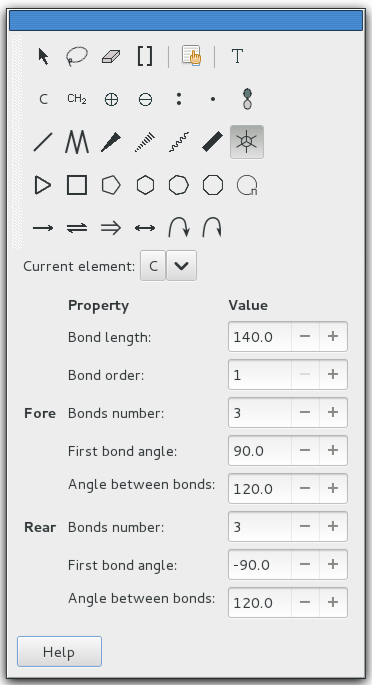 [ ]
T
C CH2 ⊕ ⊖
n
Current element: C
Property Value
Bond length: 140.0 − +
Bond order: 1 − +
Fore Bonds number: 3 − +
First bond angle: 90.0 − +
Angle between bonds: 120.0 − +
Rear Bonds number: 3 − +
First bond angle: -90.0 − +
Angle between bonds: 120.0 − +
Help